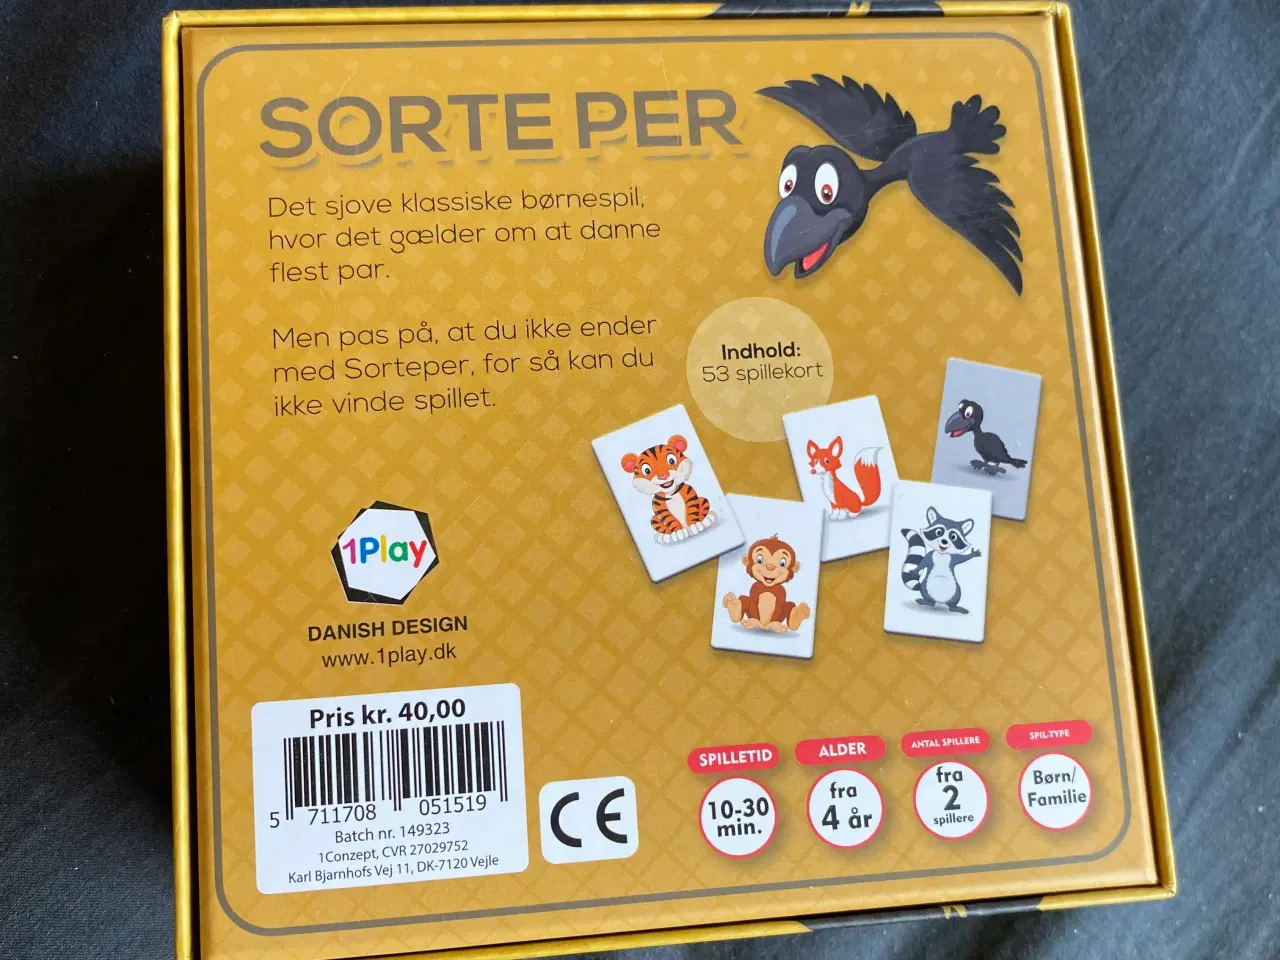 SORTE PER
Det sjove klassiske børnespil,
hvor det gælder om at danne
flest par.
Men pas på, at du ikke ender
med Sorteper, for så kan du
ikke vinde spillet.
Indhold:
53 spillekort
1Play
DANISH DESIGN
www.1play.dk
Pris kr. 40,00
5 711708 051519
Batch nr. 149323
1Conzept, CVR 27029752
Karl Bjarnhofs Vej 11, DK-7120 Vejle
CE
SPILLETID
10-30
min.
ALDER
fra
4 år
ANTAL SPILLERE
fra
2
spillere
SPIL-TYPE
Børn/
Familie